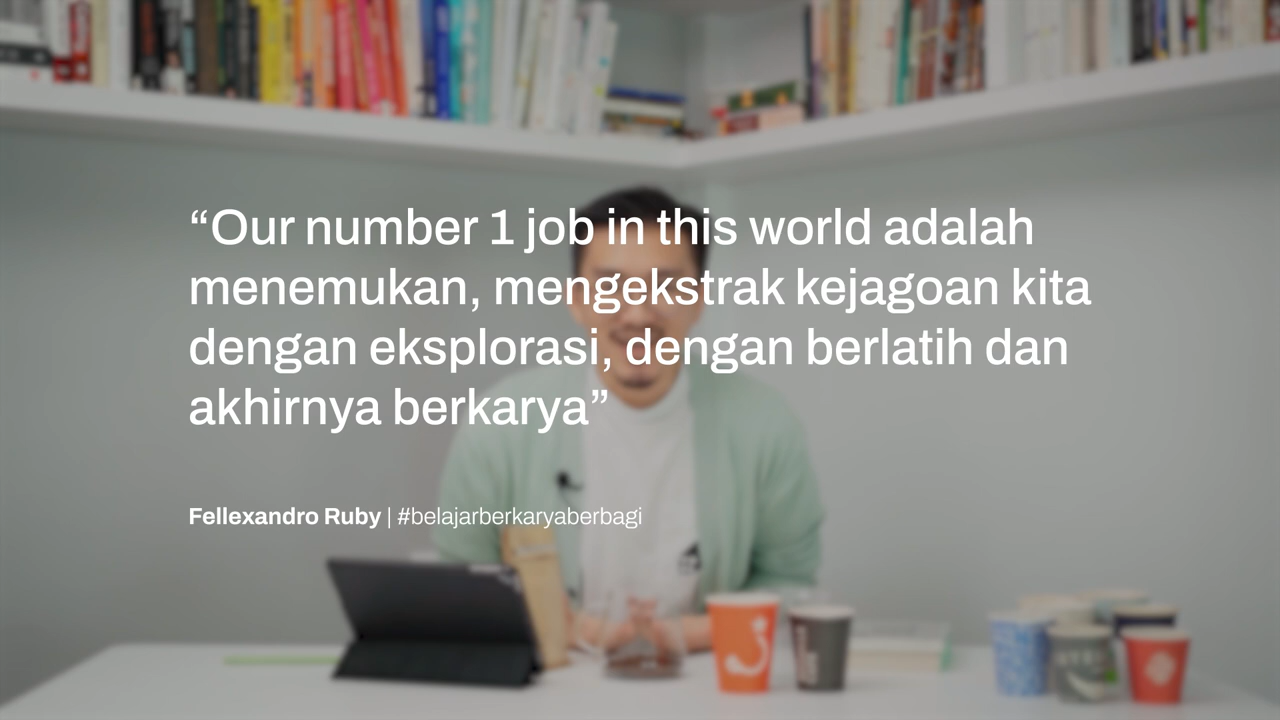 “Our number 1 job in this world adalah
menemukan, mengekstrak kejagoan kita
dengan eksplorasi, dengan berlatih dan
akhirnya berkarya”
Fellexandro Ruby | #belajarberkaryaberbagi